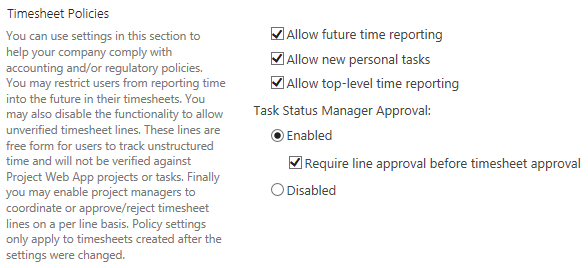 Timesheet Policies
You can use settings in this section to
help your company comply with
accounting and/or regulatory policies.
You may restrict users from reporting time
into the future in their timesheets. You
may also disable the functionality to allow
unverified timesheet lines. These lines are
free form for users to track unstructured
time and will not be verified against
Project Web App projects or tasks. Finally
you may enable project managers to
coordinate or approve/reject timesheet
lines on a per line basis. Policy settings
only apply to timesheets created after the
settings were changed.
Allow future time reporting
Allow new personal tasks
Allow top-level time reporting
Task Status Manager Approval:
Enabled
Require line approval before timesheet approval
Disabled